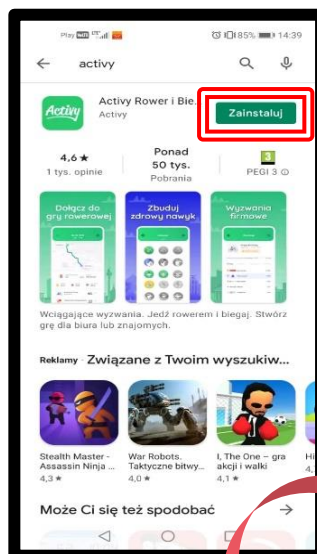 Play 85% 14:39
activy
Activy
Activy Rower i Bie...
Activy
Zainstaluj
4,6 ★
1 tys. opinie
Ponad
50 tys.
Pobrania
3
PEGI 3
Dołącz do
gry rowerowej
Zbuduj
zdrowy nawyk
Wyzwania
firmowe
Wciągające wyzwania. Jedź rowerem i biegaj. Stwórz
grę dla biura lub znajomych.
Reklamy · Związane z Twoim wyszukiw...
Stealth Master -
Assassin Ninja ...
4,3 ★
War Robots.
Taktyczne bitwy...
4,0 ★
I, The One – gra
akcji i walki
4,1 ★
Hi
4,
Może Ci się też spodobać